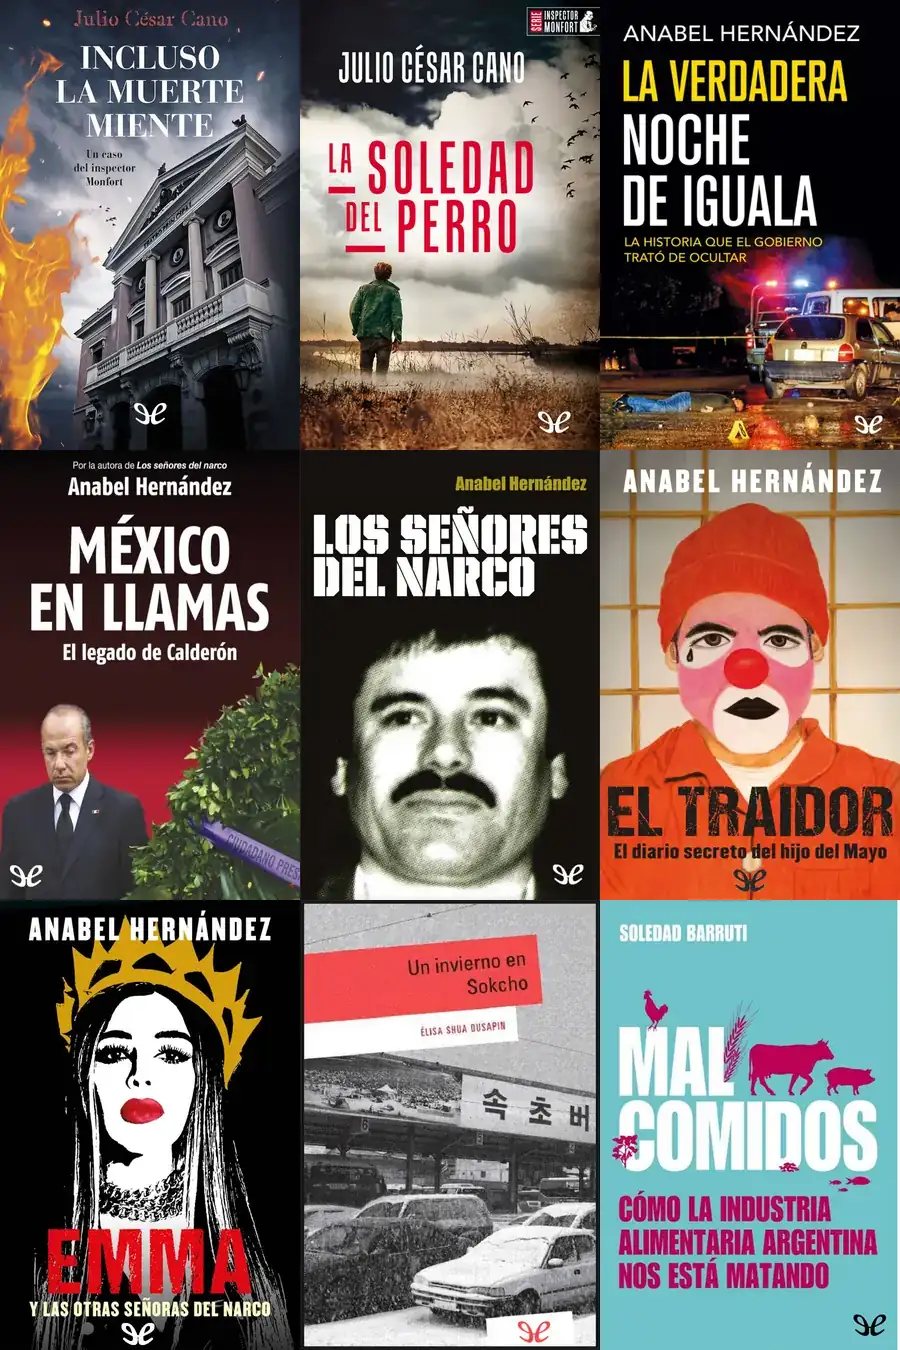 Julio César Cano
INCLUSO
LA MUERTE
MIENTE
Un caso
del inspector
Monfort
SERIE
INSPECTOR
MONFORT
JULIO CÉSAR CANO
LA SOLEDAD
DEL PERRO
ANABEL HERNÁNDEZ
LA VERDADERA
NOCHE
DE IGUALA
LA HISTORIA QUE EL GOBIERNO
TRATÓ DE OCULTAR
Por la autora de Los señores del narco
Anabel Hernández
MÉXICO
EN LLAMAS
El legado de Calderón
CIUDADANO PRES
Anabel Hernández
LOS SEÑORES
DEL NARCO
ANABEL HERNÁNDEZ
EL TRAIDOR
El diario secreto del hijo del Mayo
ANABEL HERNÁNDEZ
EMMA
Y LAS OTRAS SEÑORAS DEL NARCO
Un invierno en
Sokcho
ÉLISA SHUA DUSAPIN
속초버
6
5
SOLEDAD BARRUTI
MAL
COMIDOS
CÓMO LA INDUSTRIA
ALIMENTARIA ARGENTINA
NOS ESTÁ MATANDO